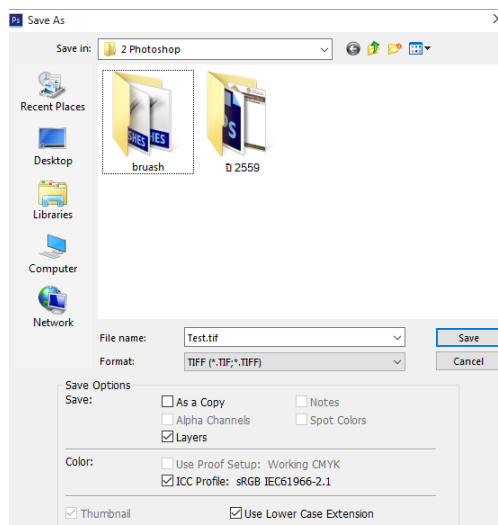 Ps Save As
Save in: 2 Photoshop
Recent Places
Desktop
Libraries
Computer
Network
bruash
ปี 2559
File name: Test.tif
Save
Format: TIFF (*.TIF;*.TIFF)
Cancel
Save Options
Save: As a Copy Notes
Alpha Channels Spot Colors
Layers
Color: Use Proof Setup: Working CMYK
ICC Profile: sRGB IEC61966-2.1
Thumbnail Use Lower Case Extension